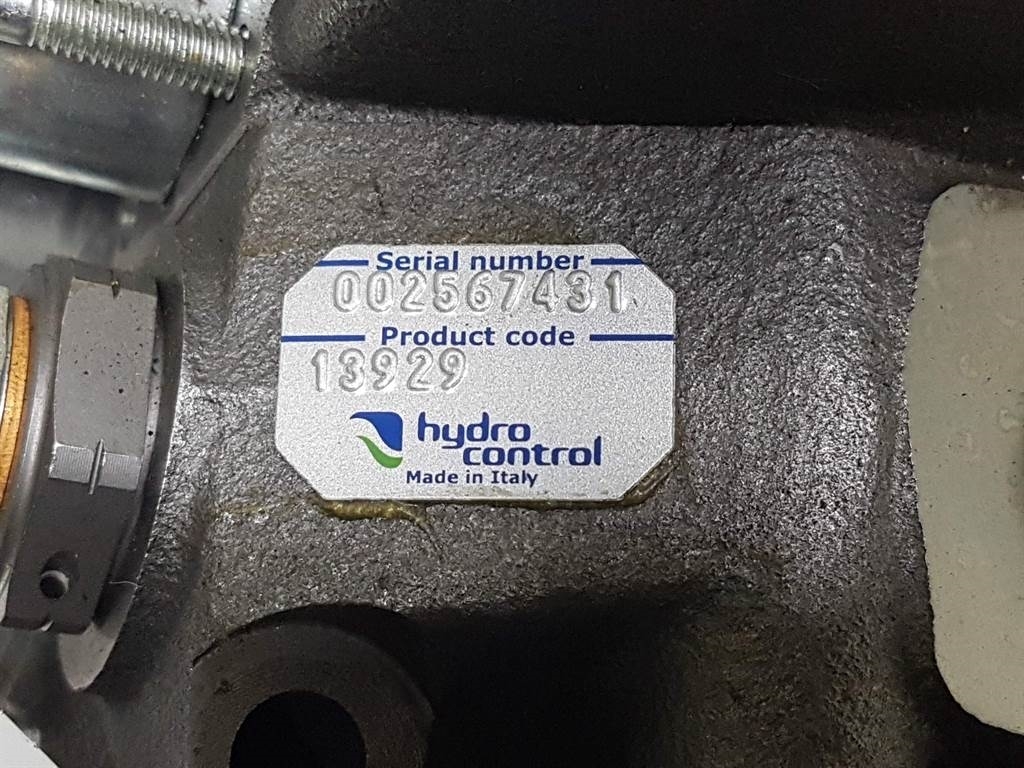 Serial number
002567431
Product code
13929
hydro
control
Made in Italy